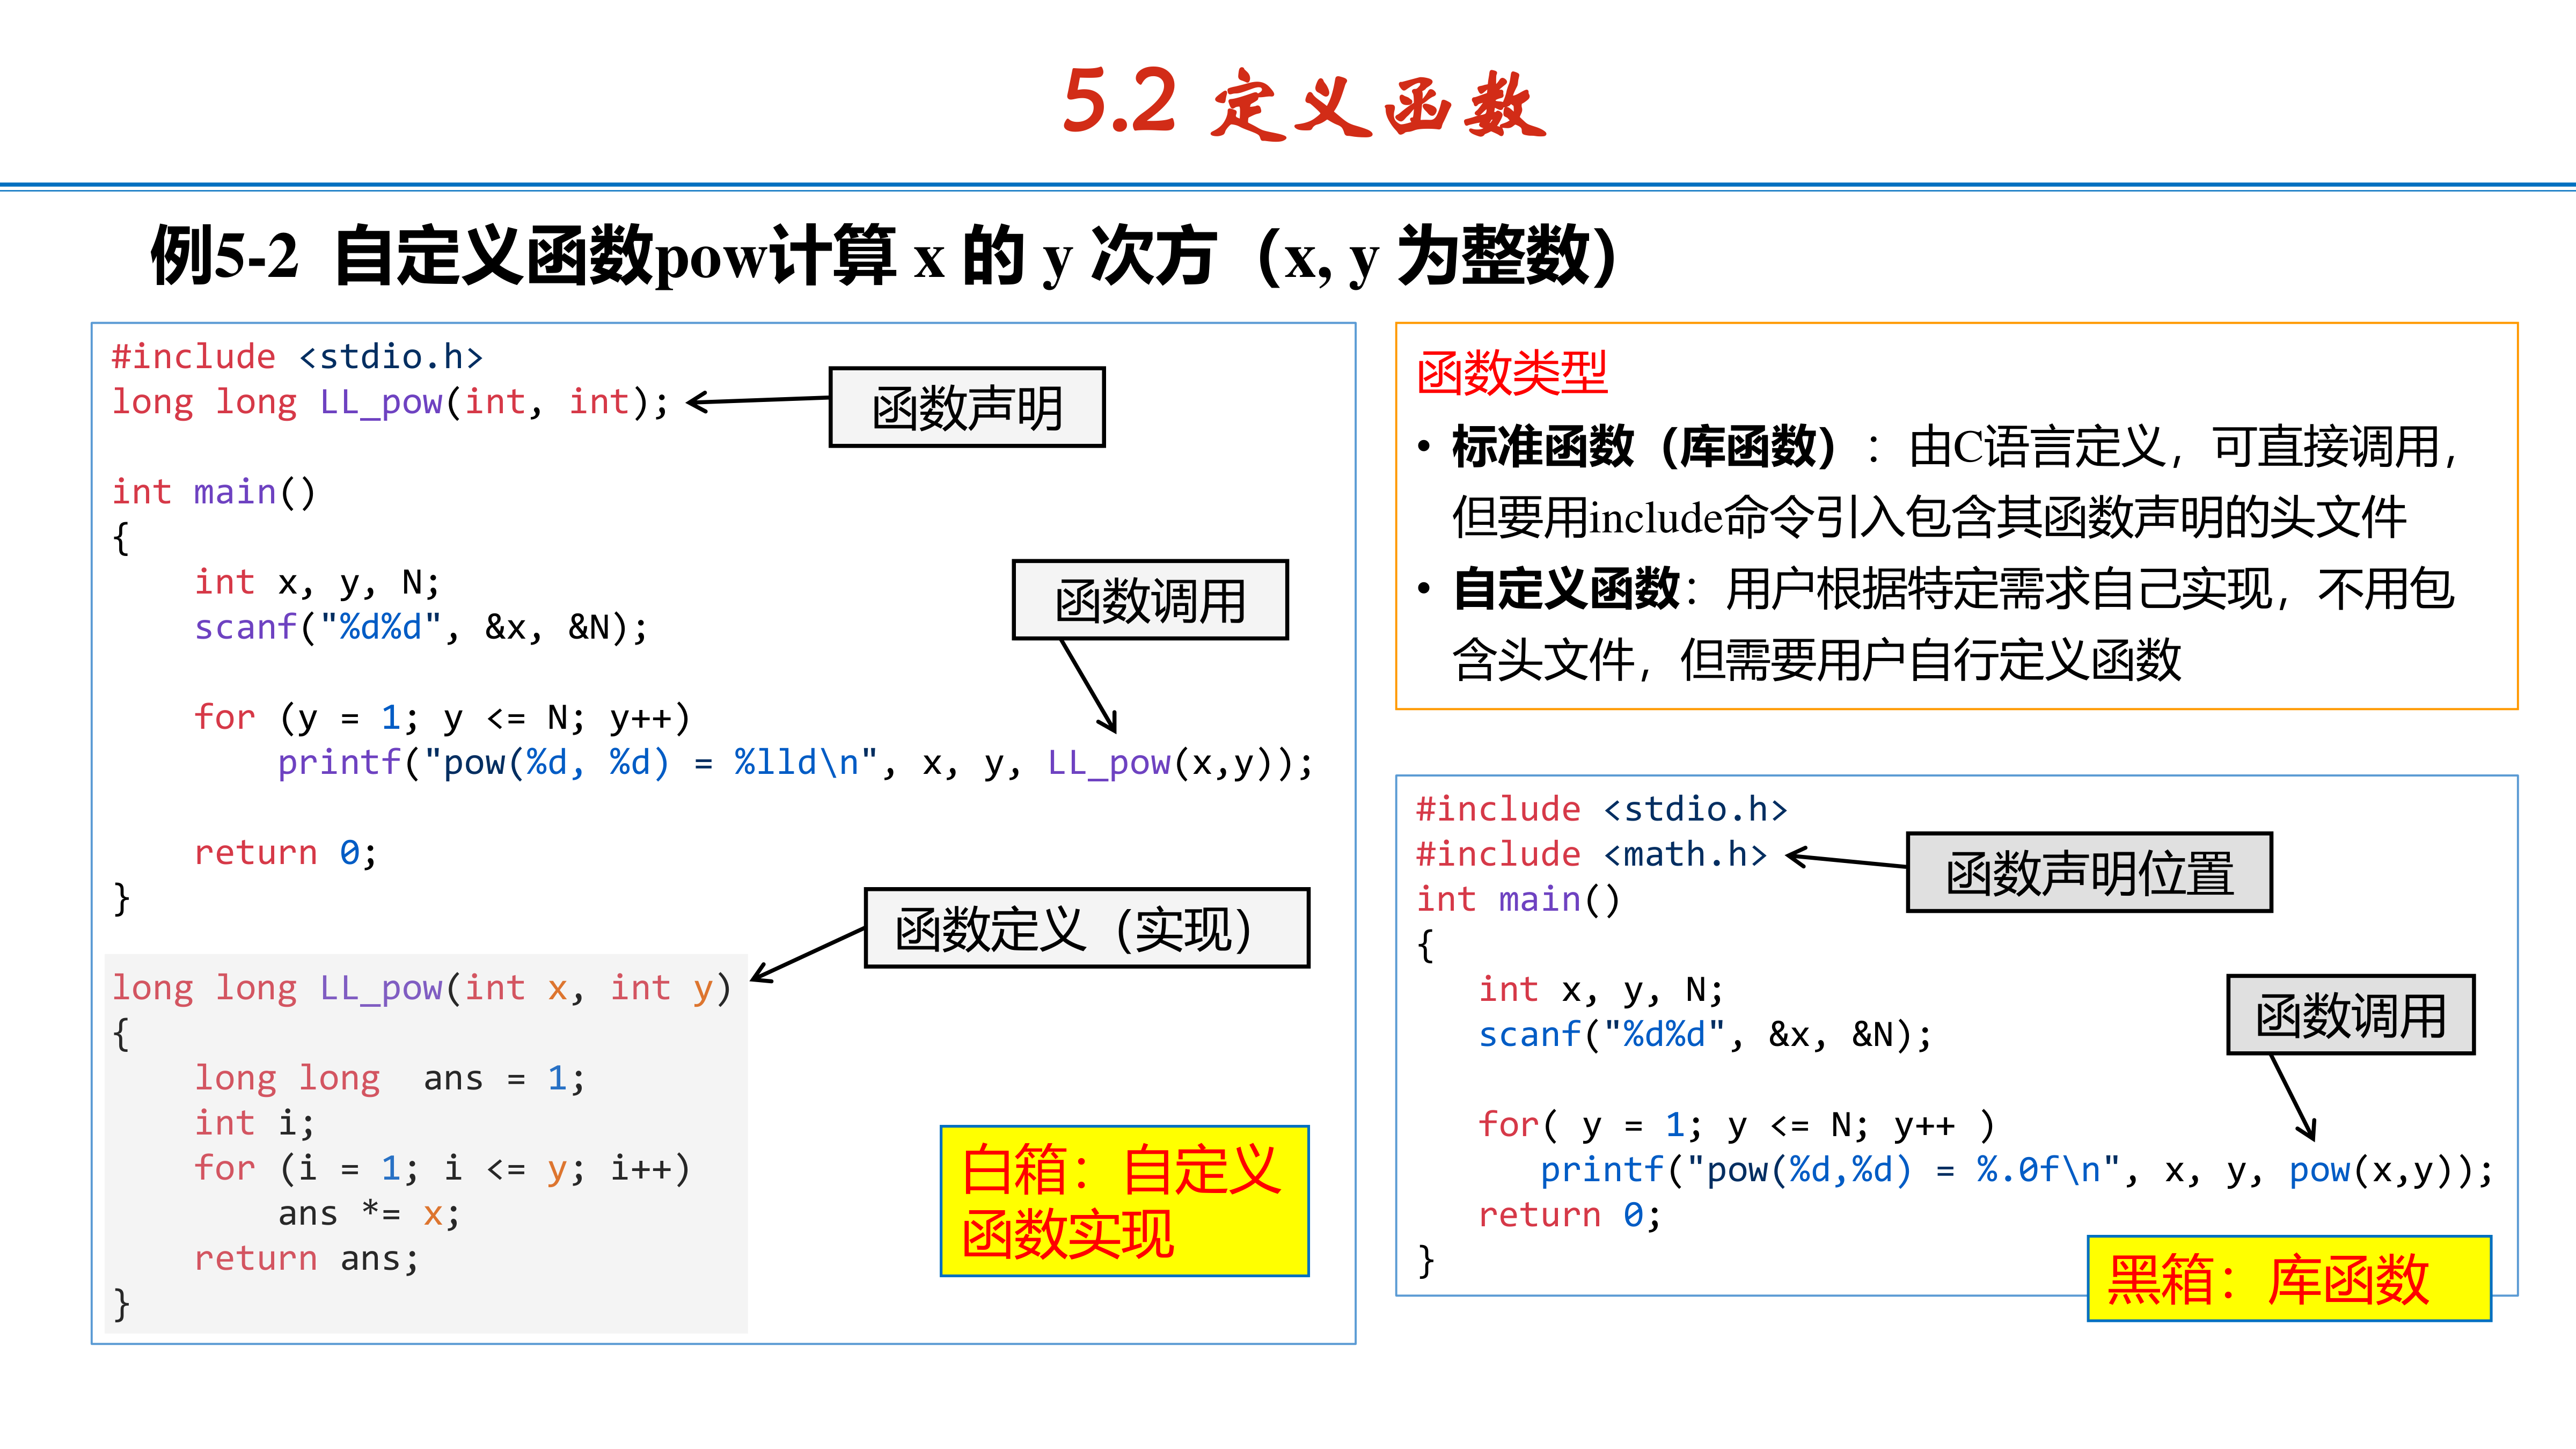 5.2 定义函数
例5-2 自定义函数pow计算 x 的 y 次方（x, y 为整数）
#include <stdio.h>
long long LL_pow(int, int);
函数声明
int main()
{
    int x, y, N;
    scanf("%d%d", &x, &N);
函数调用
    for (y = 1; y <= N; y++)
        printf("pow(%d, %d) = %lld\n", x, y, LL_pow(x,y));
    return 0;
}
函数定义（实现）
long long LL_pow(int x, int y)
{
    long long  ans = 1;
    int i;
    for (i = 1; i <= y; i++)
        ans *= x;
    return ans;
}
白箱：自定义
函数实现
函数类型
• 标准函数（库函数）：由C语言定义，可直接调用，
但要用include命令引入包含其函数声明的头文件
• 自定义函数：用户根据特定需求自己实现，不用包
含头文件，但需要用户自行定义函数
#include <stdio.h>
#include <math.h>
函数声明位置
int main()
{
   int x, y, N;
   scanf("%d%d", &x, &N);
函数调用
   for( y = 1; y <= N; y++ )
      printf("pow(%d,%d) = %.0f\n", x, y, pow(x,y));
   return 0;
}
黑箱：库函数